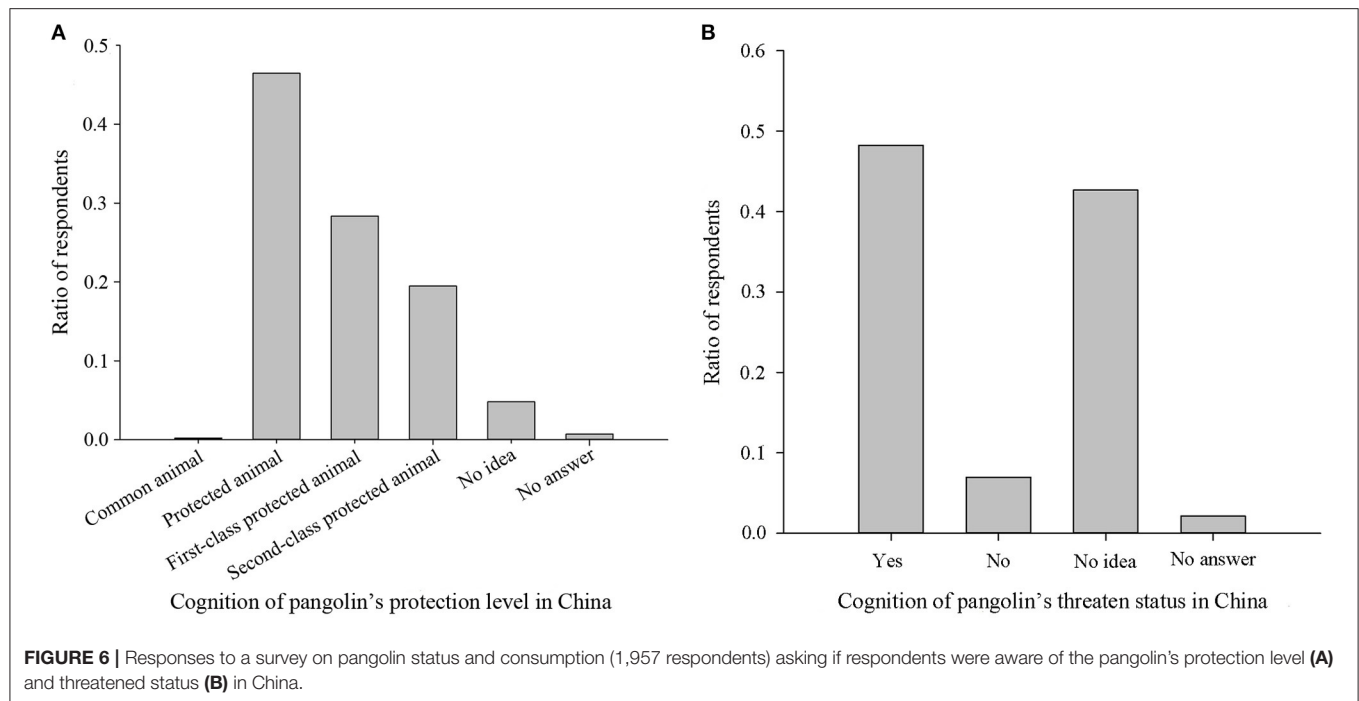 A
0.5
0.4
0.3
0.2
0.1
0.0
Ratio of respondents
Common animal
Protected animal
First-class protected animal
Second-class protected animal
No idea
No answer
Cognition of pangolin's protection level in China
B
0.6
0.5
0.4
0.3
0.2
0.1
0.0
Ratio of respondents
Yes
No
No idea
No answer
Cognition of pangolin's threaten status in China
FIGURE 6 | Responses to a survey on pangolin status and consumption (1,957 respondents) asking if respondents were aware of the pangolin's protection level (A)
and threatened status (B) in China.